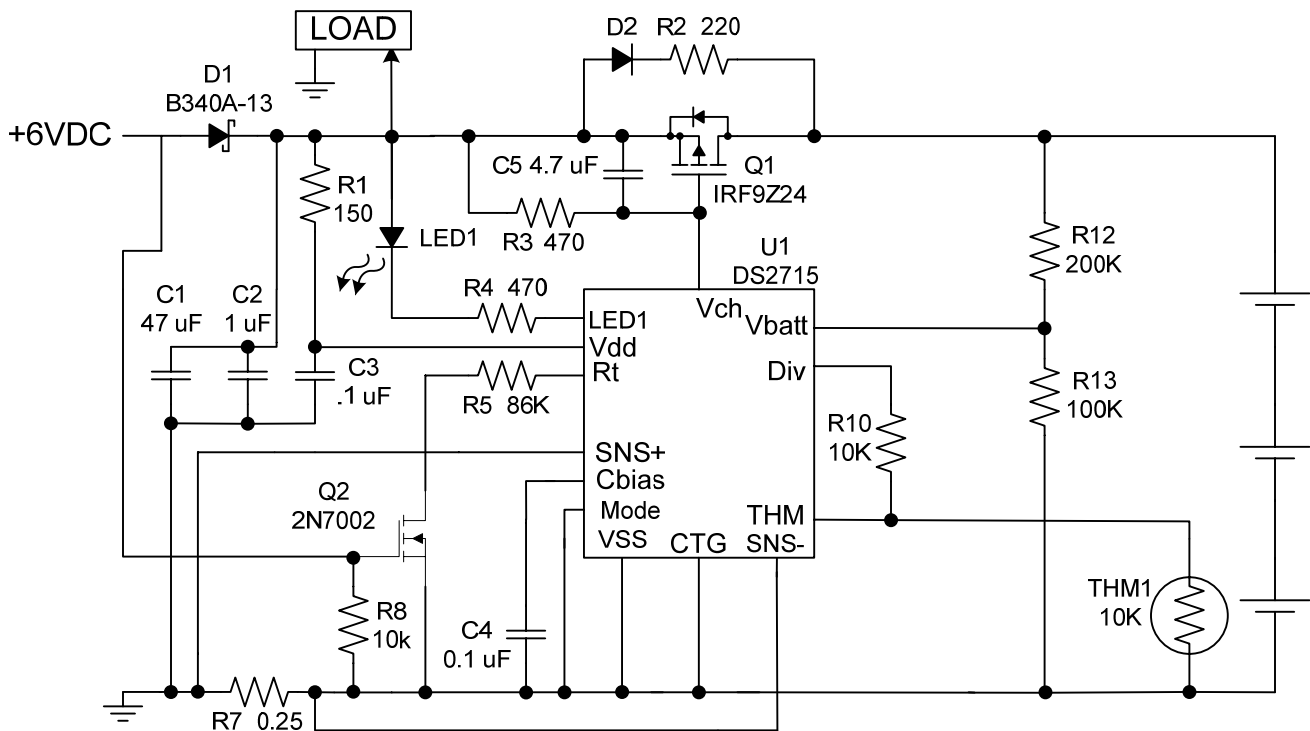 LOAD
D2 R2 220
D1
B340A-13
+6VDC
C5 4.7 uF
Q1
IRF9Z24
R1
150
LED1
R3 470
U1
DS2715
R12
200K
C1
47 uF
C2
1 uF
R4 470
LED1
Vch
Vbatt
Vdd
C3
.1 uF
Rt
Div
R5 86K
R13
100K
R10
10K
SNS+
Cbias
Q2
2N7002
Mode
THM
VSS
CTG
SNS-
THM1
10K
R8
10k
C4
0.1 uF
R7 0.25